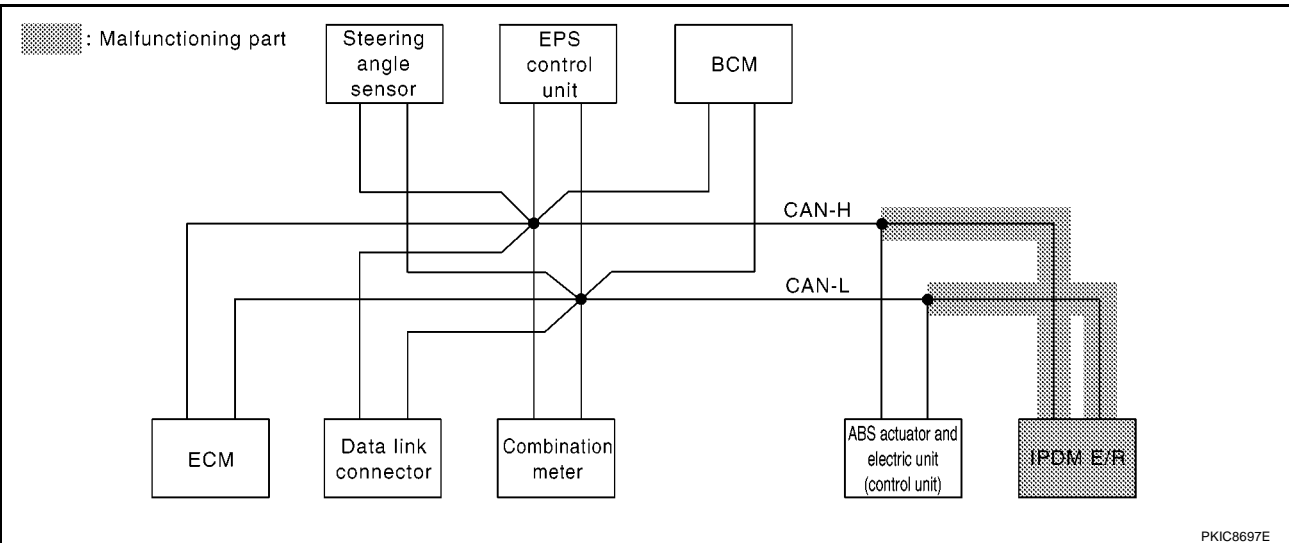 : Malfunctioning part
Steering
angle
sensor
EPS
control
unit
BCM
CAN-H
CAN-L
ECM
Data link
connector
Combination
meter
ABS actuator and
electric unit
(control unit)
IPDM E/R
PKIC8697E